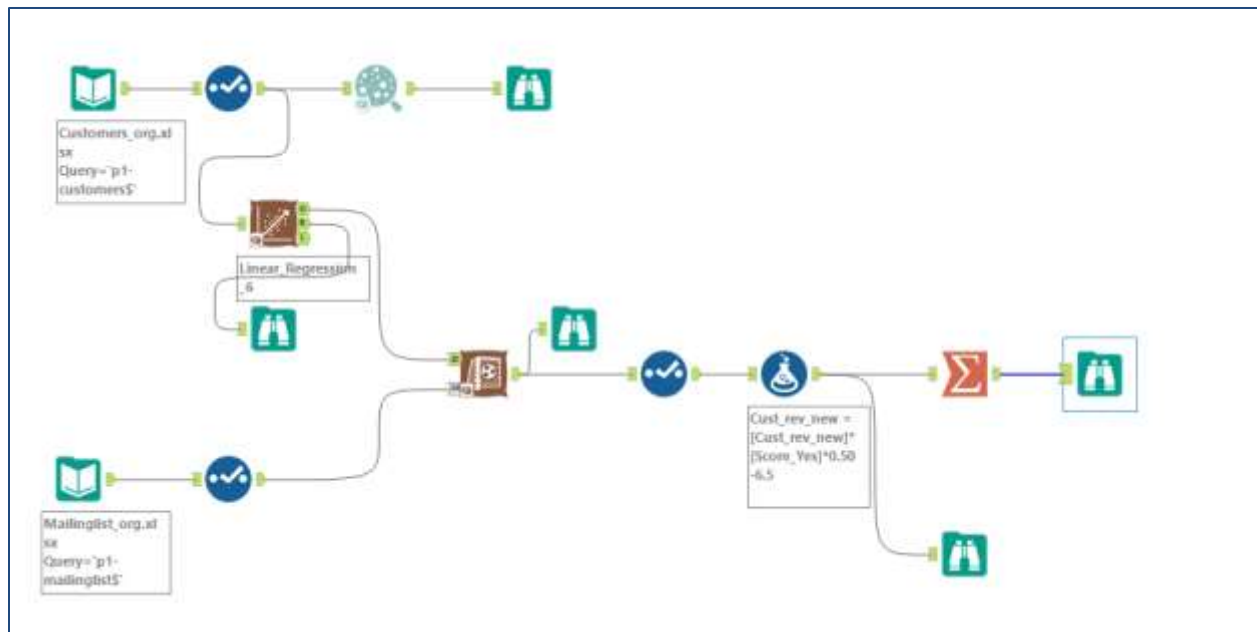 Customers_org.xl
sx
Query=`p1-
customers$`
Linear_Regression
_6
Cust_rev_new =
[Cust_rev_new]*
[Score_Yes]*0.50
-6.5
Mailinglist_org.xl
sx
Query=`p1-
mailinglist$`